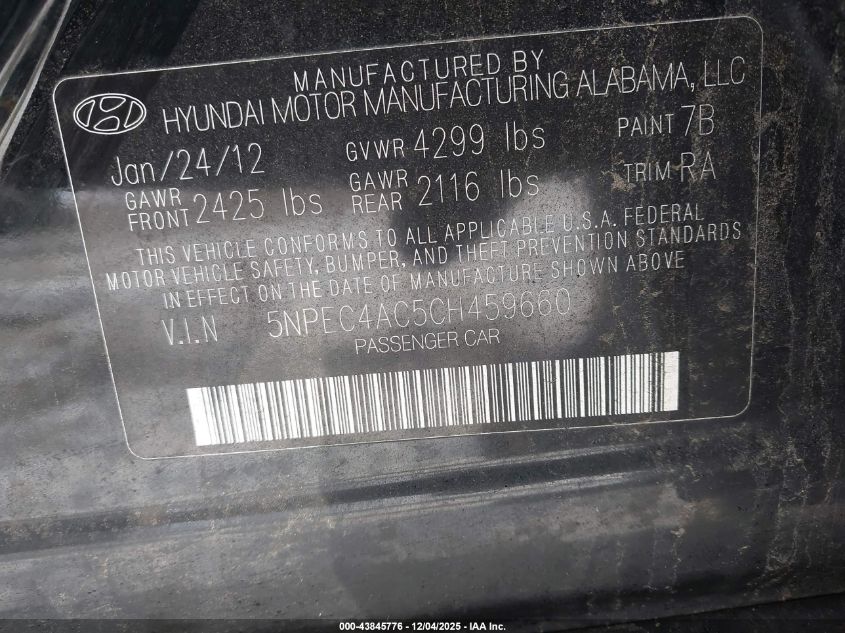 MANUFACTURED BY
HYUNDAI MOTOR MANUFACTURING ALABAMA, LLC
Jan/24/12 GVWR 4299 lbs PAINT 7B
GAWR FRONT 2425 lbs GAWR REAR 2116 lbs TRIM RA
THIS VEHICLE CONFORMS TO ALL APPLICABLE U.S.A. FEDERAL
MOTOR VEHICLE SAFETY, BUMPER, AND THEFT PREVENTION STANDARDS
IN EFFECT ON THE DATE OF MANUFACTURE SHOWN ABOVE
V.I.N 5NPEC4AC5CH459660
PASSENGER CAR
000-43845776 - 12/04/2025 - IAA Inc.